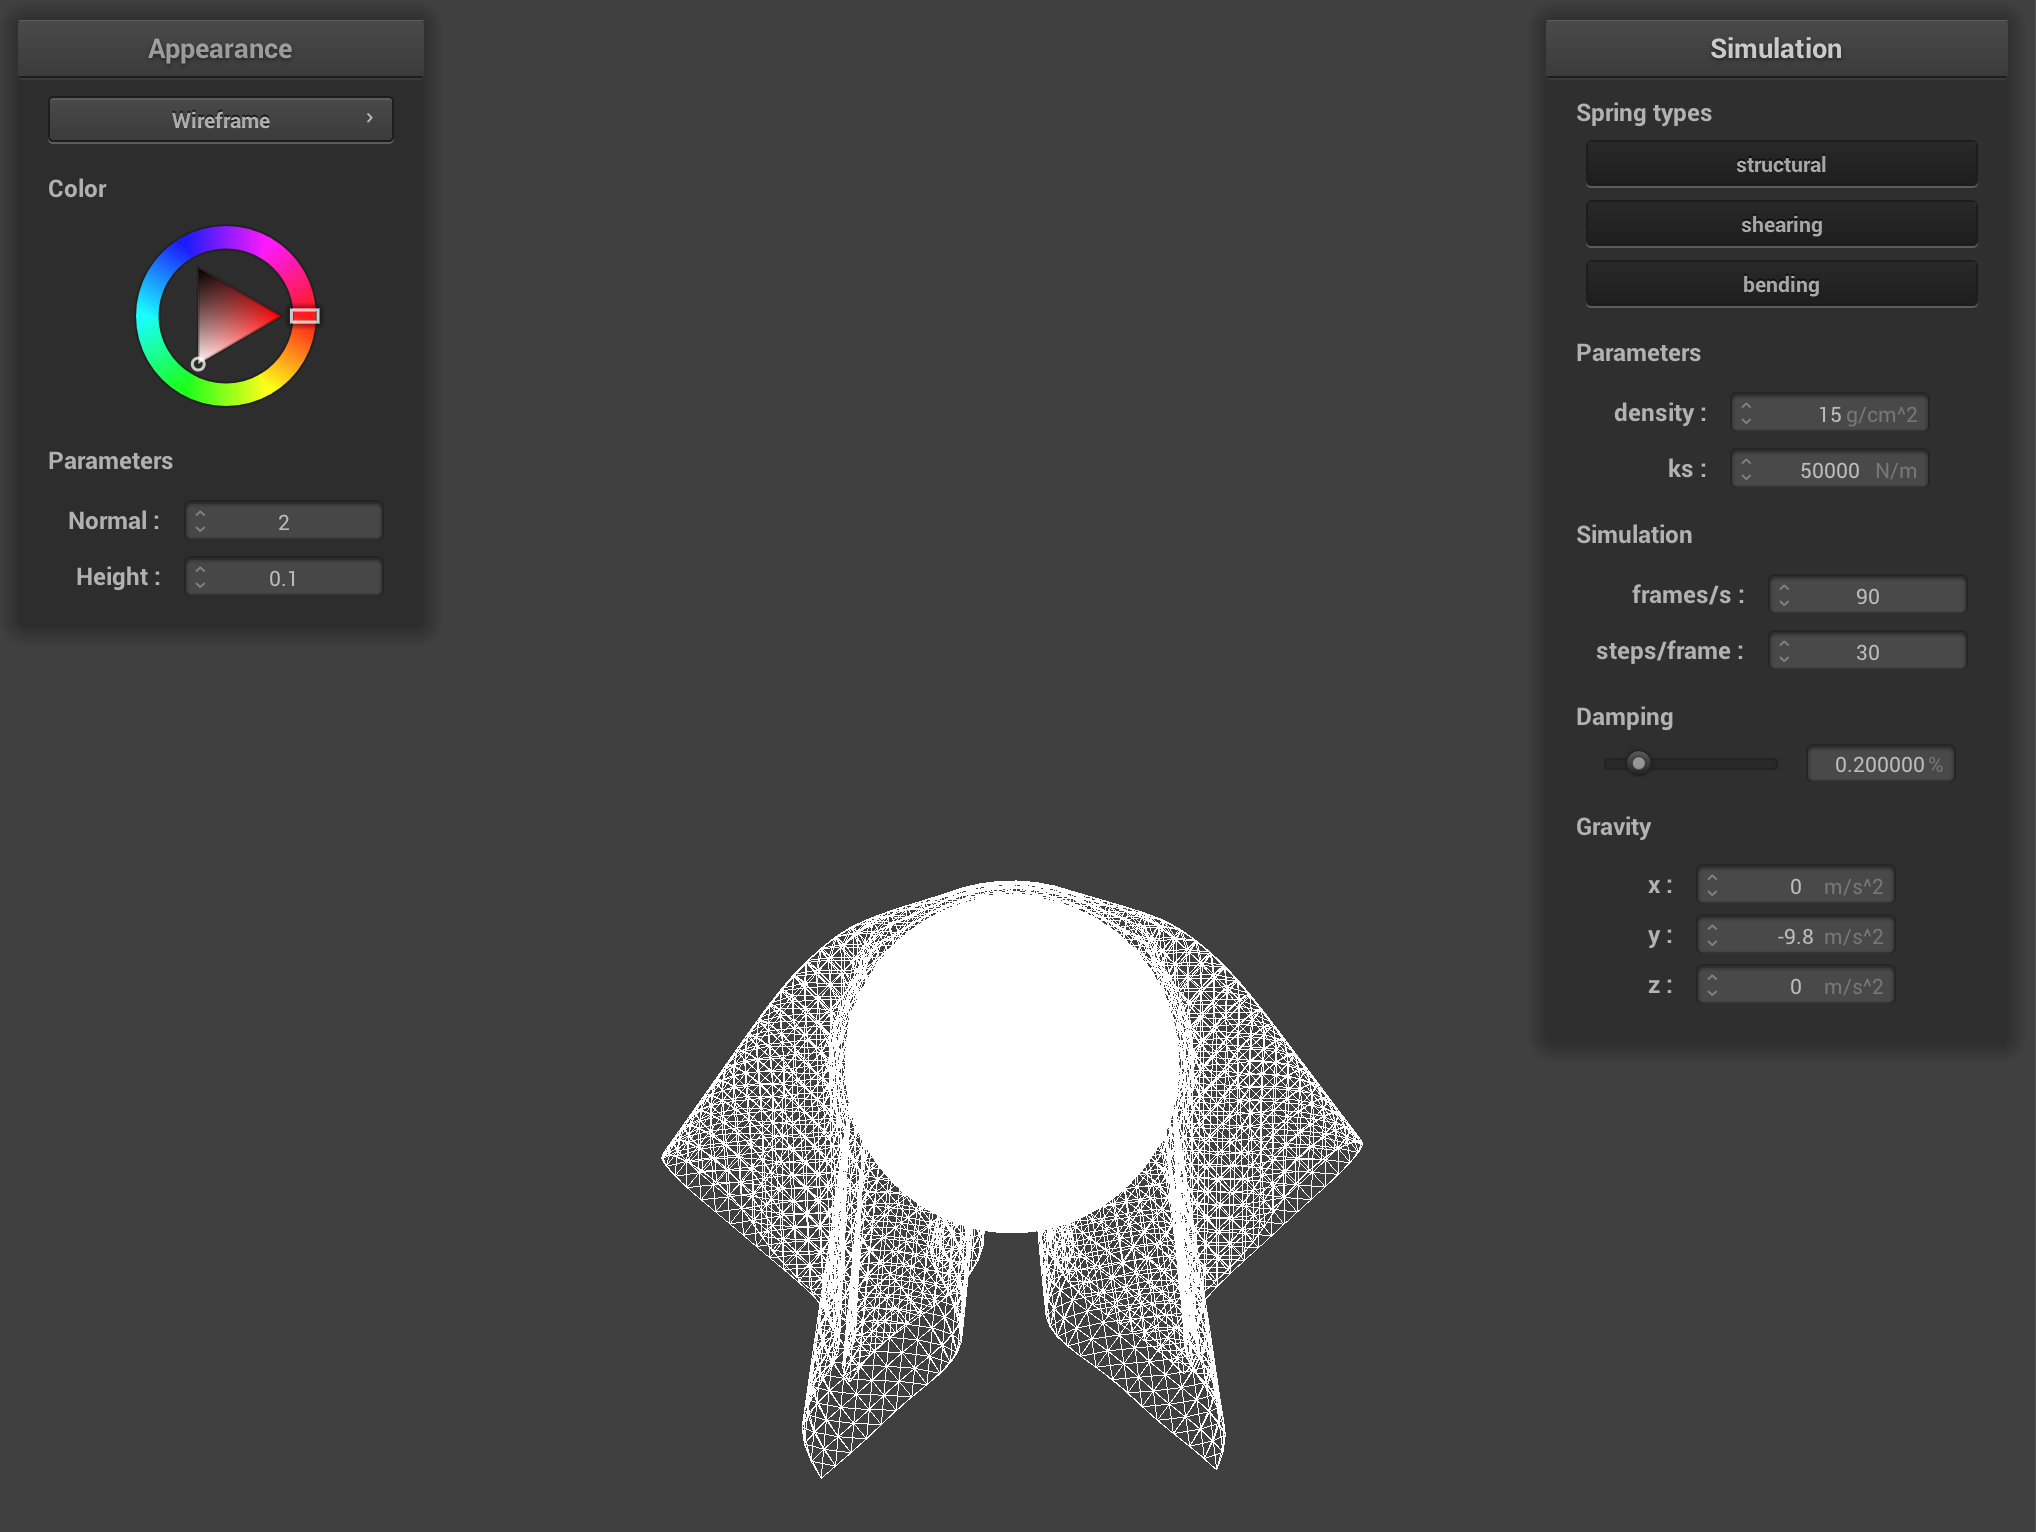 Appearance
Wireframe ›
Color
Parameters
Normal : 2
Height : 0.1
Simulation
Spring types
structural
shearing
bending
Parameters
density : 15 g/cm^2
ks : 50000 N/m
Simulation
frames/s : 90
steps/frame : 30
Damping
0.200000 %
Gravity
x : 0 m/s^2
y : -9.8 m/s^2
z : 0 m/s^2